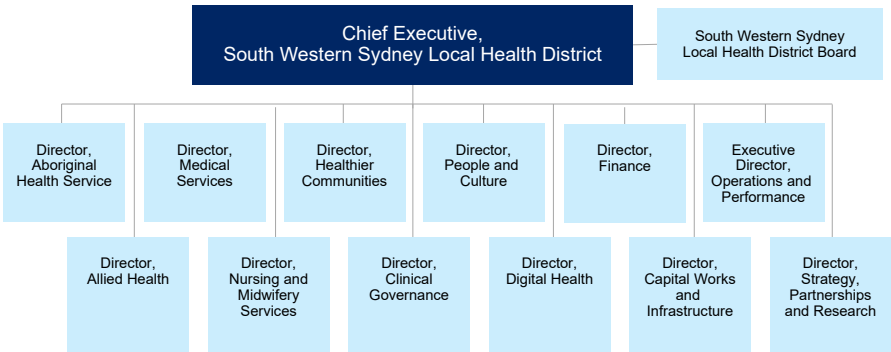 Chief Executive,
South Western Sydney Local Health District
South Western Sydney
Local Health District Board
Director,
Aboriginal
Health Service
Director,
Medical
Services
Director,
Healthier
Communities
Director,
People and
Culture
Director,
Finance
Executive
Director,
Operations and
Performance
Director,
Allied Health
Director,
Nursing and
Midwifery
Services
Director,
Clinical
Governance
Director,
Digital Health
Director,
Capital Works
and
Infrastructure
Director,
Strategy,
Partnerships
and Research